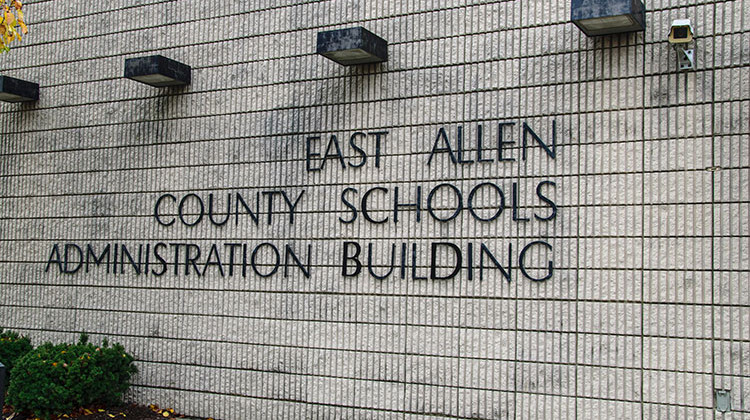 EAST ALLEN
COUNTY SCHOOLS
ADMINISTRATION BUILDING